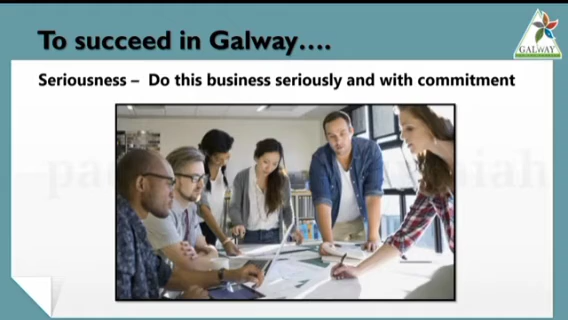 To succeed in Galway....
GALWAY
Seriousness – Do this business seriously and with commitment